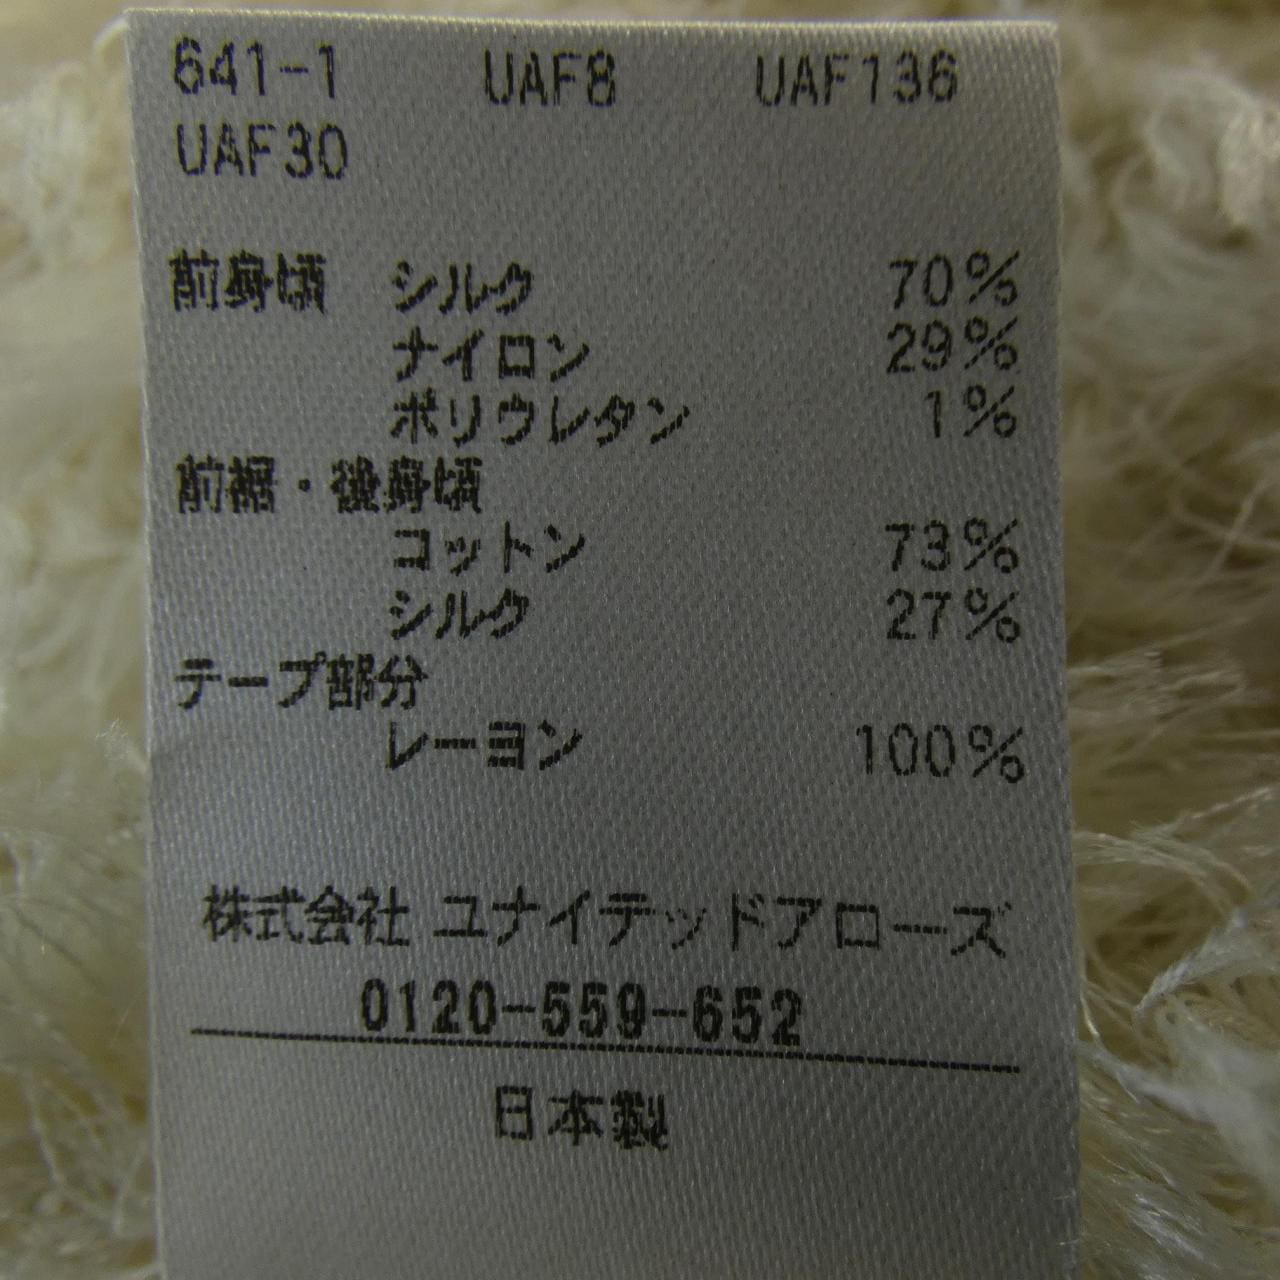 641-1 UAF8 UAF136
UAF30
前身頃 シルク 70%
ナイロン 29%
ポリウレタン 1%
前裾・後身頃
コットン 73%
シルク 27%
テープ部分
レーヨン 100%
株式会社 ユナイテッドアローズ
0120-559-652
日本製